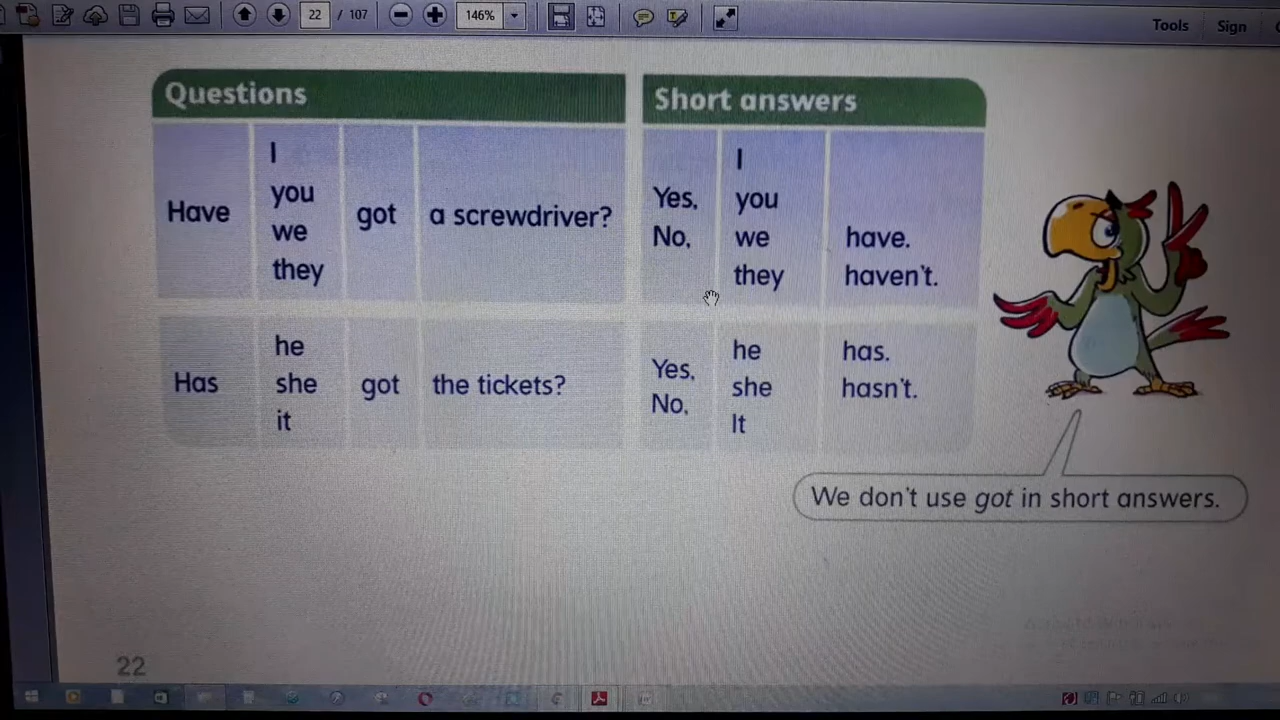 22 / 107
146%
Tools Sign
Questions
Short answers
Have
I
you
we
they
got
a screwdriver?
Yes,
No,
I
you
we
they
have.
haven't.
Has
he
she
it
got
the tickets?
Yes,
No,
he
she
It
has.
hasn't.
We don't use got in short answers.
22